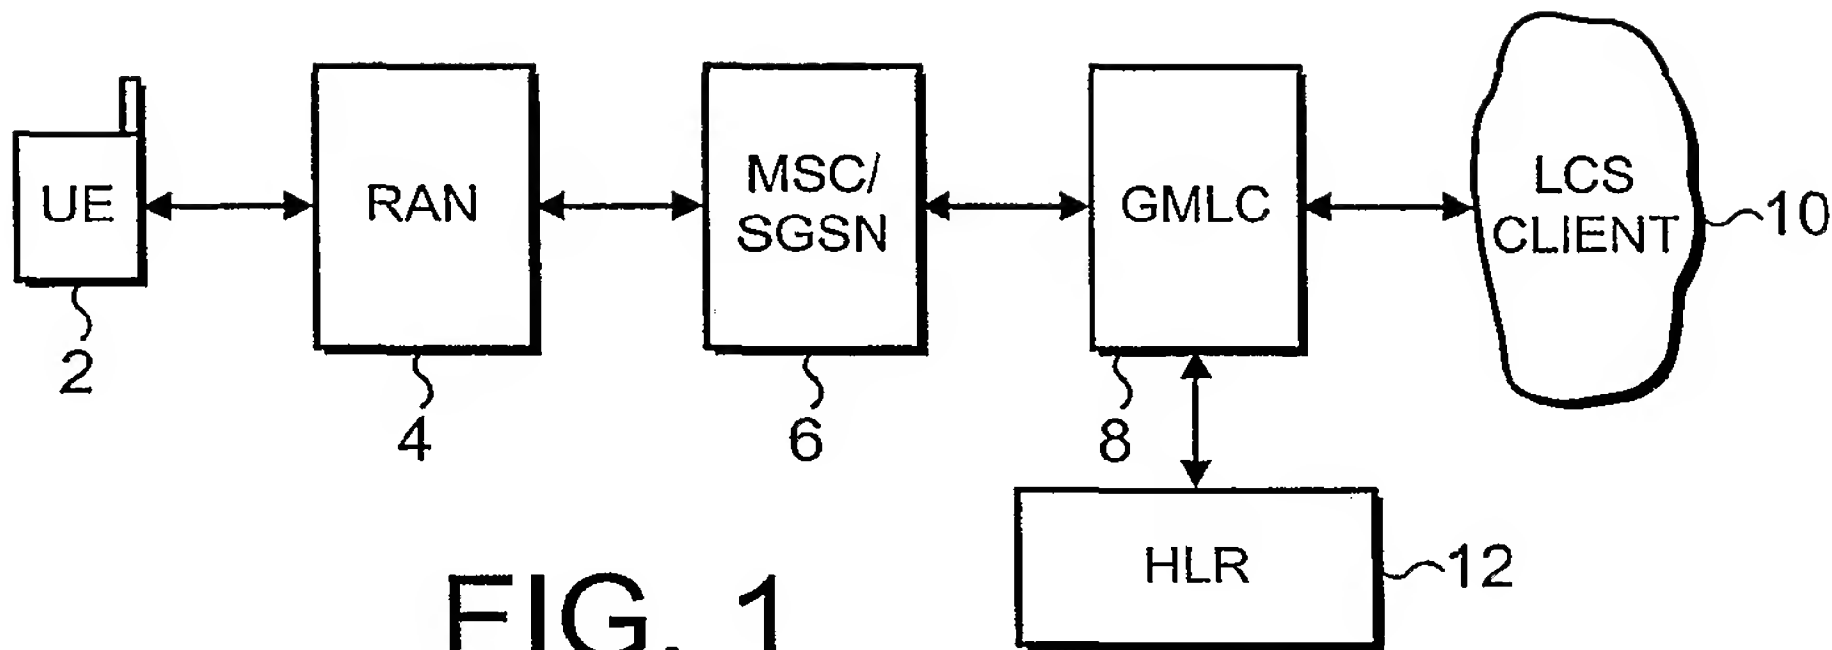 UE
RAN
MSC/
SGSN
GMLC
LCS
CLIENT
10
2
4
6
8
HLR
12
FIG. 1